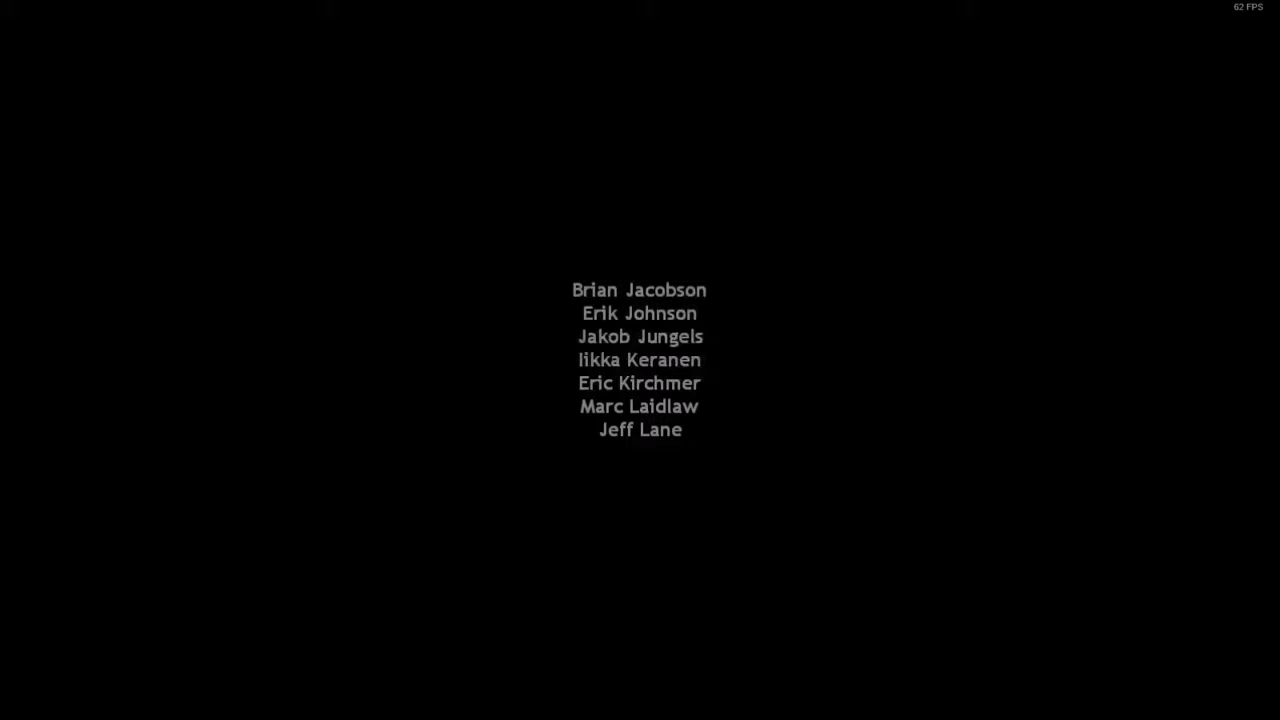 62 FPS
Brian Jacobson
Erik Johnson
Jakob Jungels
Iikka Keranen
Eric Kirchmer
Marc Laidlaw
Jeff Lane